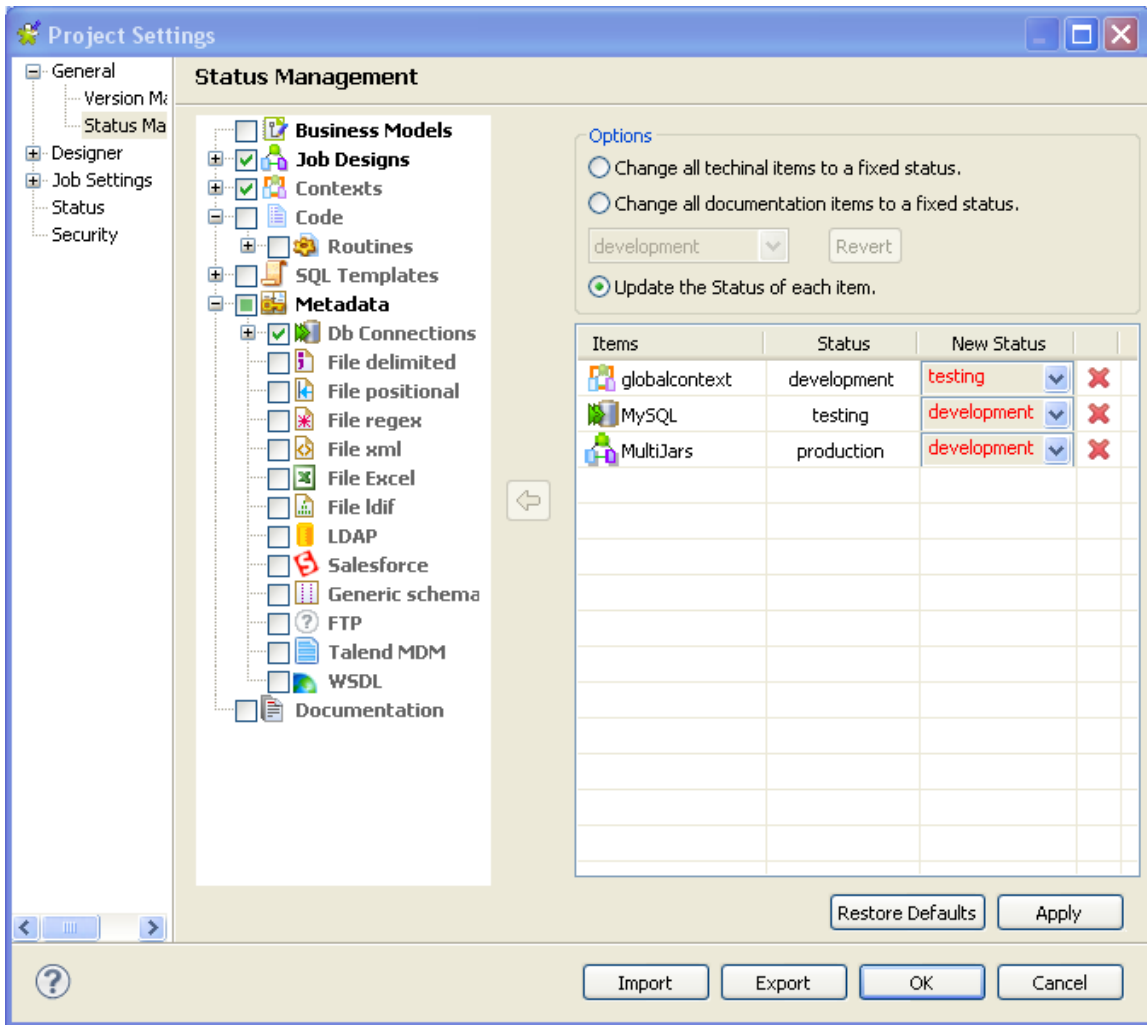 Project Settings
General
Version Ma
Status Ma
Designer
Job Settings
Status
Security
Status Management
Business Models
Job Designs
Contexts
Code
Routines
SQL Templates
Metadata
Db Connections
File delimited
File positional
File regex
File xml
File Excel
File ldif
LDAP
Salesforce
Generic schema
FTP
Talend MDM
WSDL
Documentation
Options
Change all techinal items to a fixed status.
Change all documentation items to a fixed status.
development Revert
Update the Status of each item.
Items Status New Status
globalcontext development testing
MySQL testing development
MultiJars production development
Restore Defaults Apply
? Import Export OK Cancel